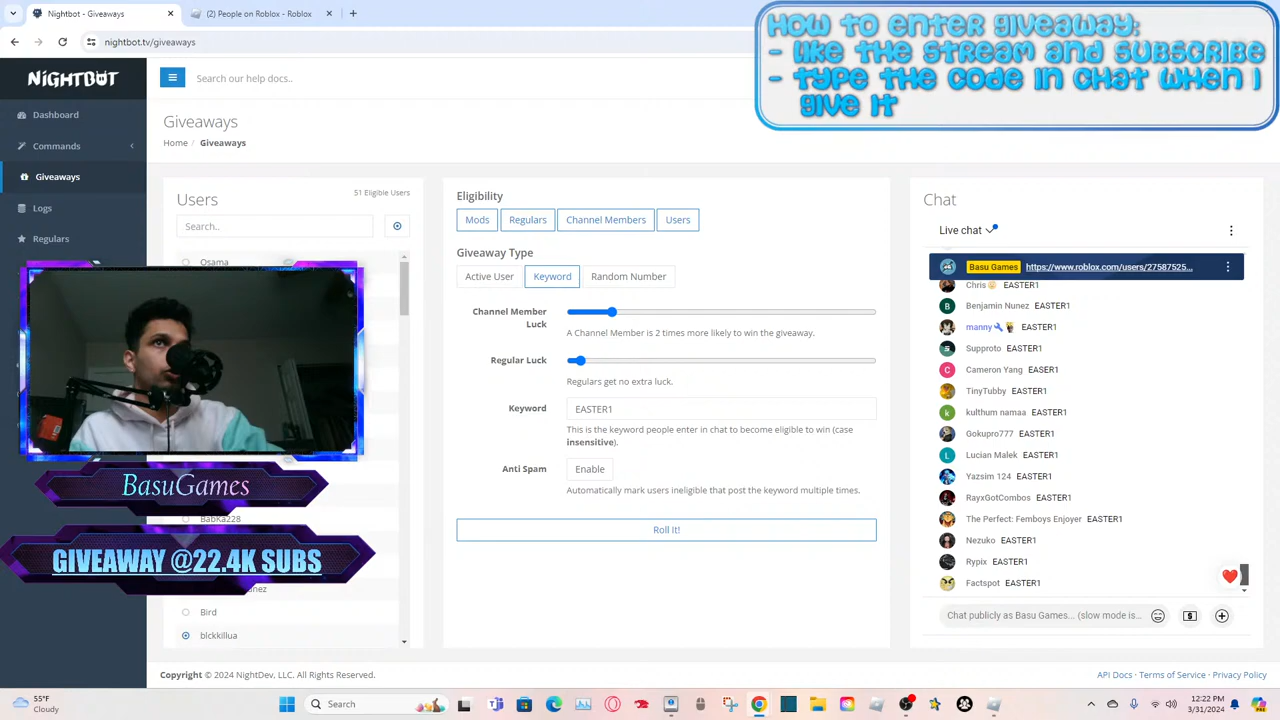 Nightbot
(2) People on Roblox - Roblox
nightbot.tv/giveaways
HOW TO ENTER GIVEAWAY:
- LIKE THE STREAM AND SUBSCRIBE
- TYPE THE CODE IN CHAT WHEN I
GIVE IT
NIGHTBOT
Search our help docs..
Dashboard
Commands
Giveaways
Logs
Regulars
Giveaways
Home
Giveaways
Users
51 Eligible Users
Search..
Osama
BabKa228
Bird
blckkillua
BasuGames
GIVEAWAY @22.4K SUBS
Eligibility
Mods
Regulars
Channel Members
Users
Giveaway Type
Active User
Keyword
Random Number
Channel Member
Luck
A Channel Member is 2 times more likely to win the giveaway.
Regular Luck
Regulars get no extra luck.
Keyword
EASTER1
This is the keyword people enter in chat to become eligible to win (case
insensitive).
Anti Spam
Enable
Automatically mark users ineligible that post the keyword multiple times.
Roll It!
Chat
Live chat
Basu Games https://www.roblox.com/users/27587525...
Chris EASTER1
Benjamin Nunez EASTER1
manny EASTER1
Supproto EASTER1
Cameron Yang EASER1
TinyTubby EASTER1
kulthum namaa EASTER1
Gokupro777 EASTER1
Lucian Malek EASTER1
Yazsim 124 EASTER1
RayxGotCombos EASTER1
The Perfect: Femboys Enjoyer EASTER1
Nezuko EASTER1
Rypix EASTER1
Factspot EASTER1
Chat publicly as Basu Games... (slow mode is...
Copyright © 2024 NightDev, LLC. All Rights Reserved.
API Docs - Terms of Service - Privacy Policy
55°F
Cloudy
Search
12:22 PM
3/31/2024